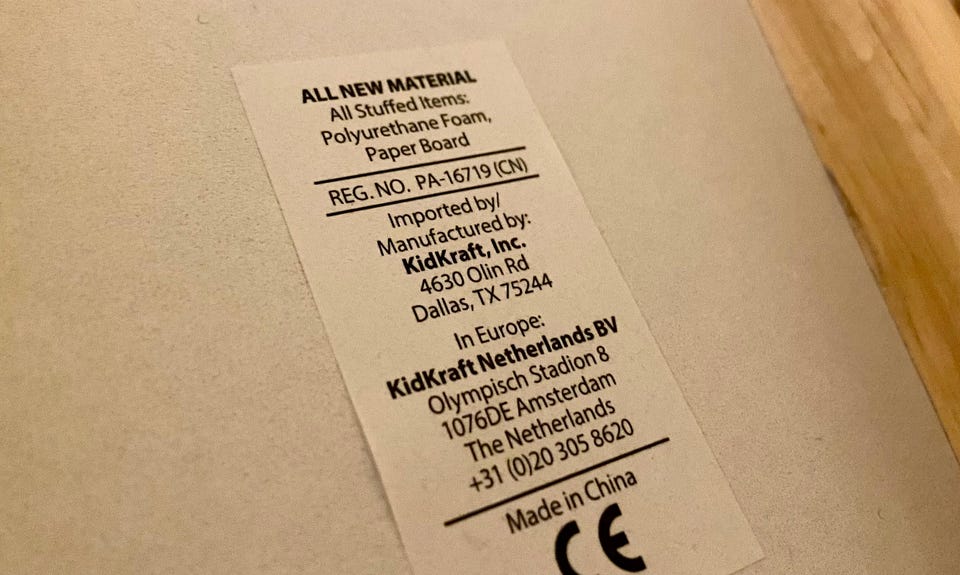 ALL NEW MATERIAL
All Stuffed Items:
Polyurethane Foam,
Paper Board
REG. NO. PA-16719 (CN)
Imported by/
Manufactured by:
KidKraft, Inc.
4630 Olin Rd
Dallas, TX 75244
In Europe:
KidKraft Netherlands BV
Olympisch Stadion 8
1076DE Amsterdam
The Netherlands
+31 (0)20 305 8620
Made in China
CE